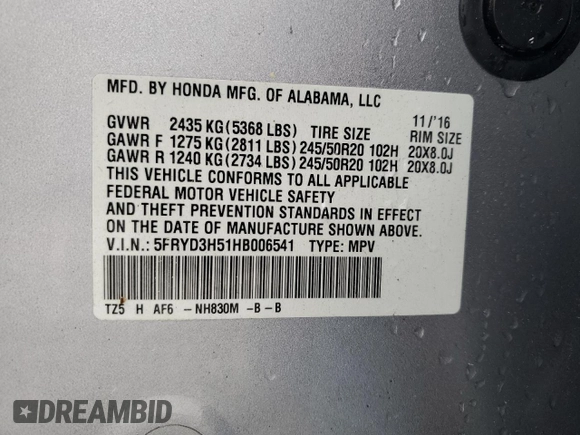 MFD. BY HONDA MFG. OF ALABAMA, LLC
GVWR 2435 KG(5368 LBS) TIRE SIZE 11/'16 RIM SIZE
GAWR F 1275 KG(2811 LBS) 245/50R20 102H 20X8.0J
GAWR R 1240 KG(2734 LBS) 245/50R20 102H 20X8.0J
THIS VEHICLE CONFORMS TO ALL APPLICABLE
FEDERAL MOTOR VEHICLE SAFETY
AND THEFT PREVENTION STANDARDS IN EFFECT
ON THE DATE OF MANUFACTURE SHOWN ABOVE.
V.I.N.: 5FRYD3H51HB006541 TYPE: MPV
TZ5 H AF6 -NH830M -B-B
DREAMBID